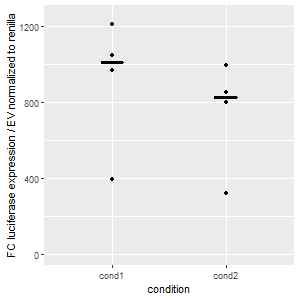 FC luciferase expression / EV normalized to renilla
1200
800
400
0
cond1 cond2
condition